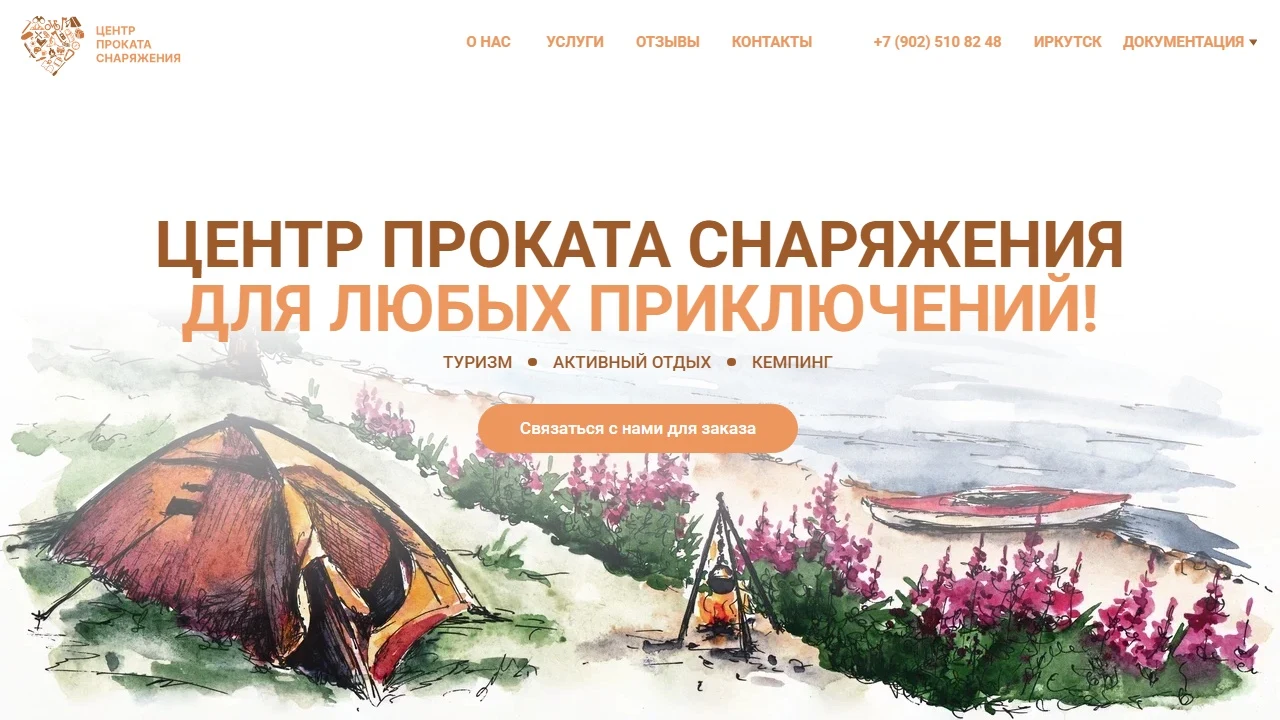 ЦЕНТР
ПРОКАТА
СНАРЯЖЕНИЯ
О НАС УСЛУГИ ОТЗЫВЫ КОНТАКТЫ +7 (902) 510 82 48 ИРКУТСК ДОКУМЕНТАЦИЯ
ЦЕНТР ПРОКАТА СНАРЯЖЕНИЯ
ДЛЯ ЛЮБЫХ ПРИКЛЮЧЕНИЙ!
ТУРИЗМ • АКТИВНЫЙ ОТДЫХ • КЕМПИНГ
Связаться с нами для заказа